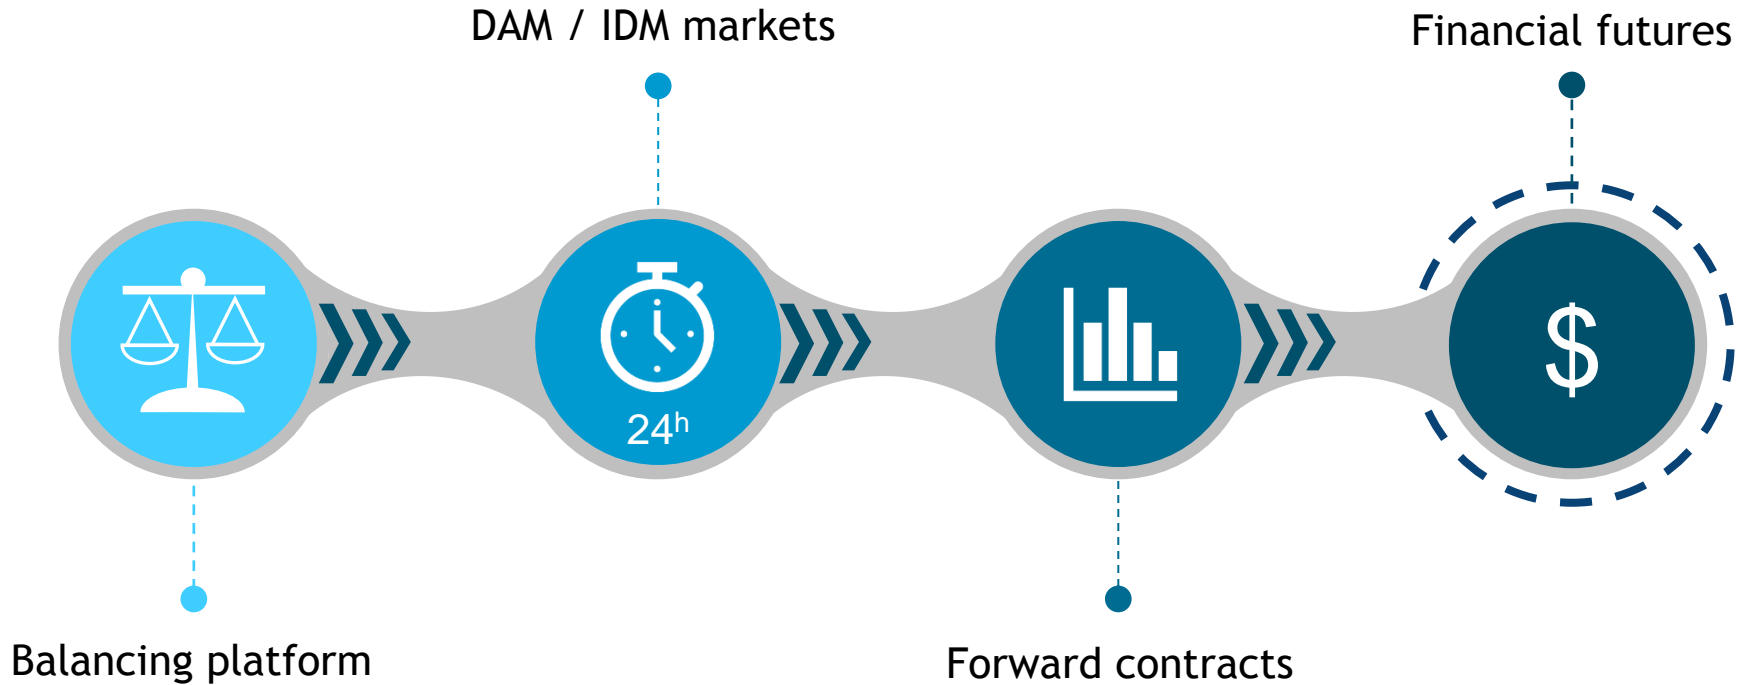 DAM / IDM markets
Financial futures
24h
$
Balancing platform
Forward contracts